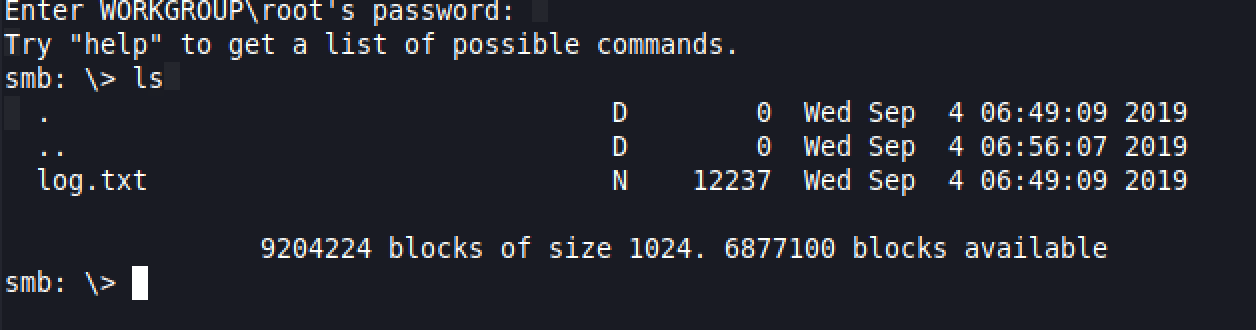 Enter WORKGROUP\root's password:
Try "help" to get a list of possible commands.
smb: \> ls
. D 0 Wed Sep 4 06:49:09 2019
.. D 0 Wed Sep 4 06:56:07 2019
log.txt N 12237 Wed Sep 4 06:49:09 2019
9204224 blocks of size 1024. 6877100 blocks available
smb: \>